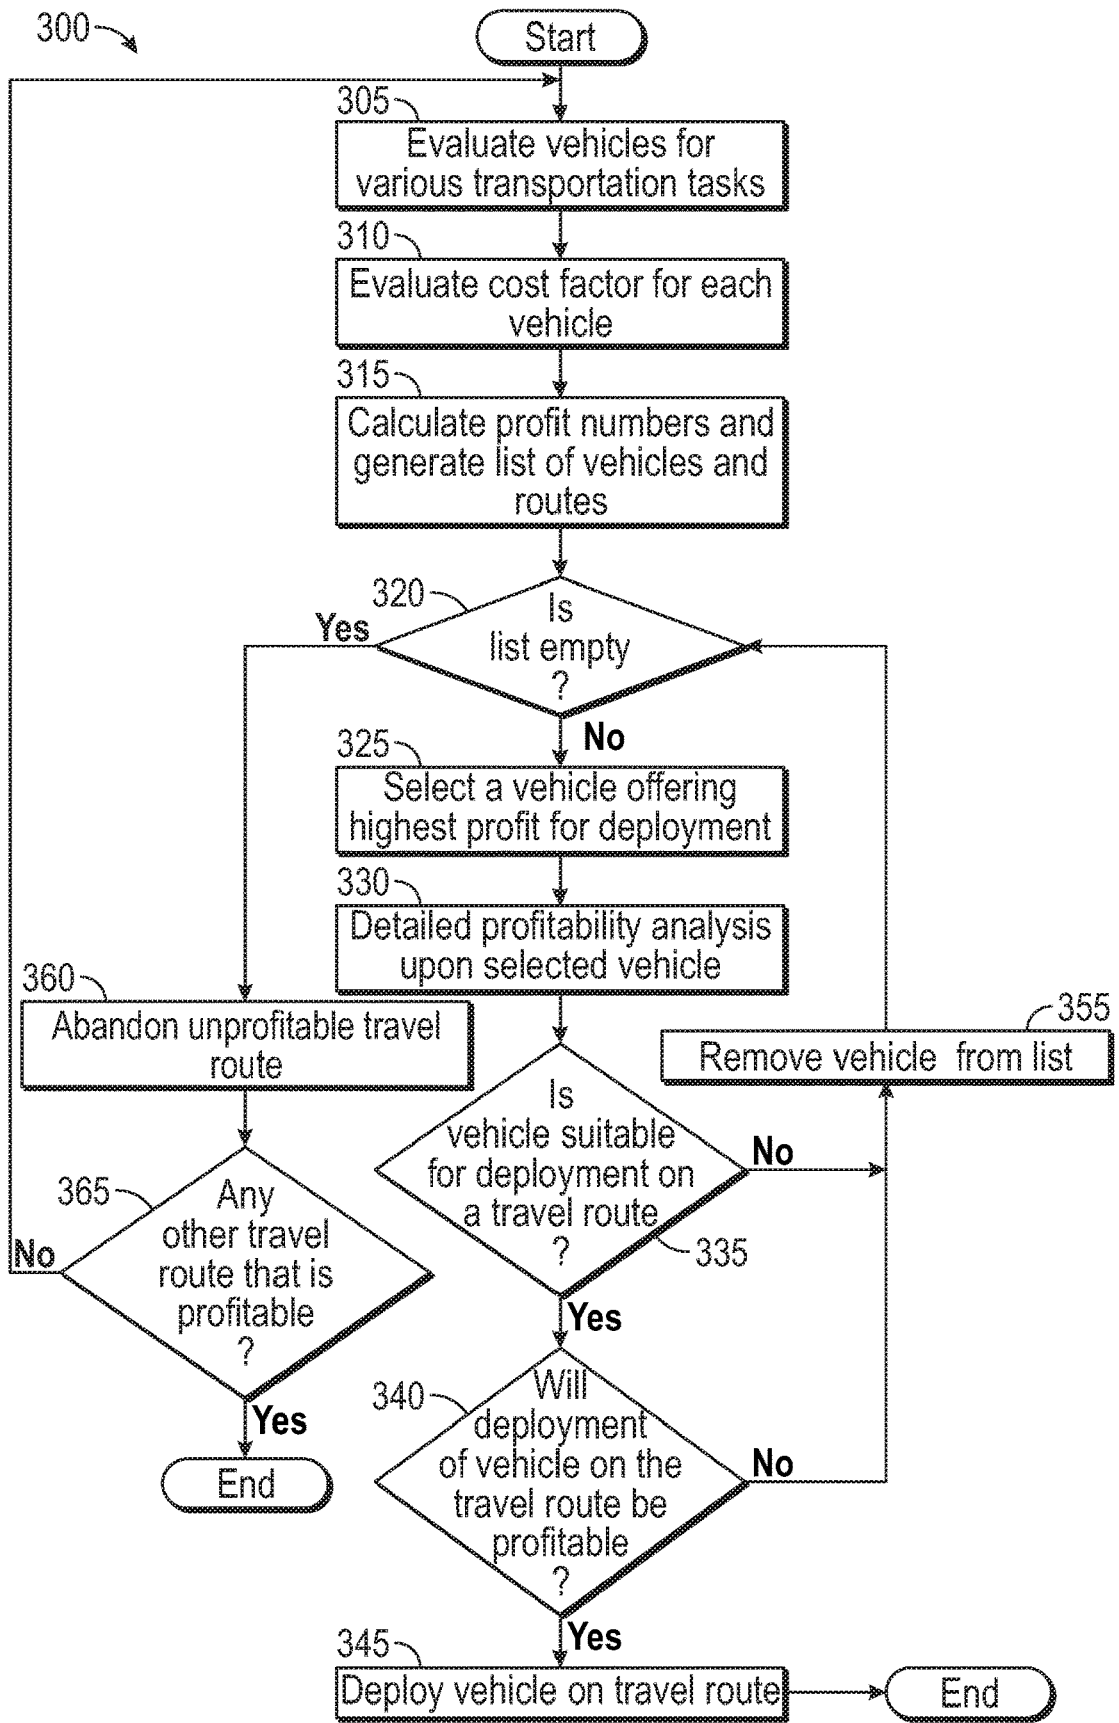 300
Start
305
Evaluate vehicles for
various transportation tasks
310
Evaluate cost factor for each
vehicle
315
Calculate profit numbers and
generate list of vehicles and
routes
320
Is
list empty
?
Yes
No
325
Select a vehicle offering
highest profit for deployment
330
Detailed profitability analysis
upon selected vehicle
360
Abandon unprofitable travel
route
355
Remove vehicle from list
Is
vehicle suitable
for deployment on
a travel route
?
No
335
Yes
365
Any
other travel
route that is
profitable
?
No
Yes
End
340
Will
deployment
of vehicle on the
travel route be
profitable
?
No
Yes
345
Deploy vehicle on travel route
End